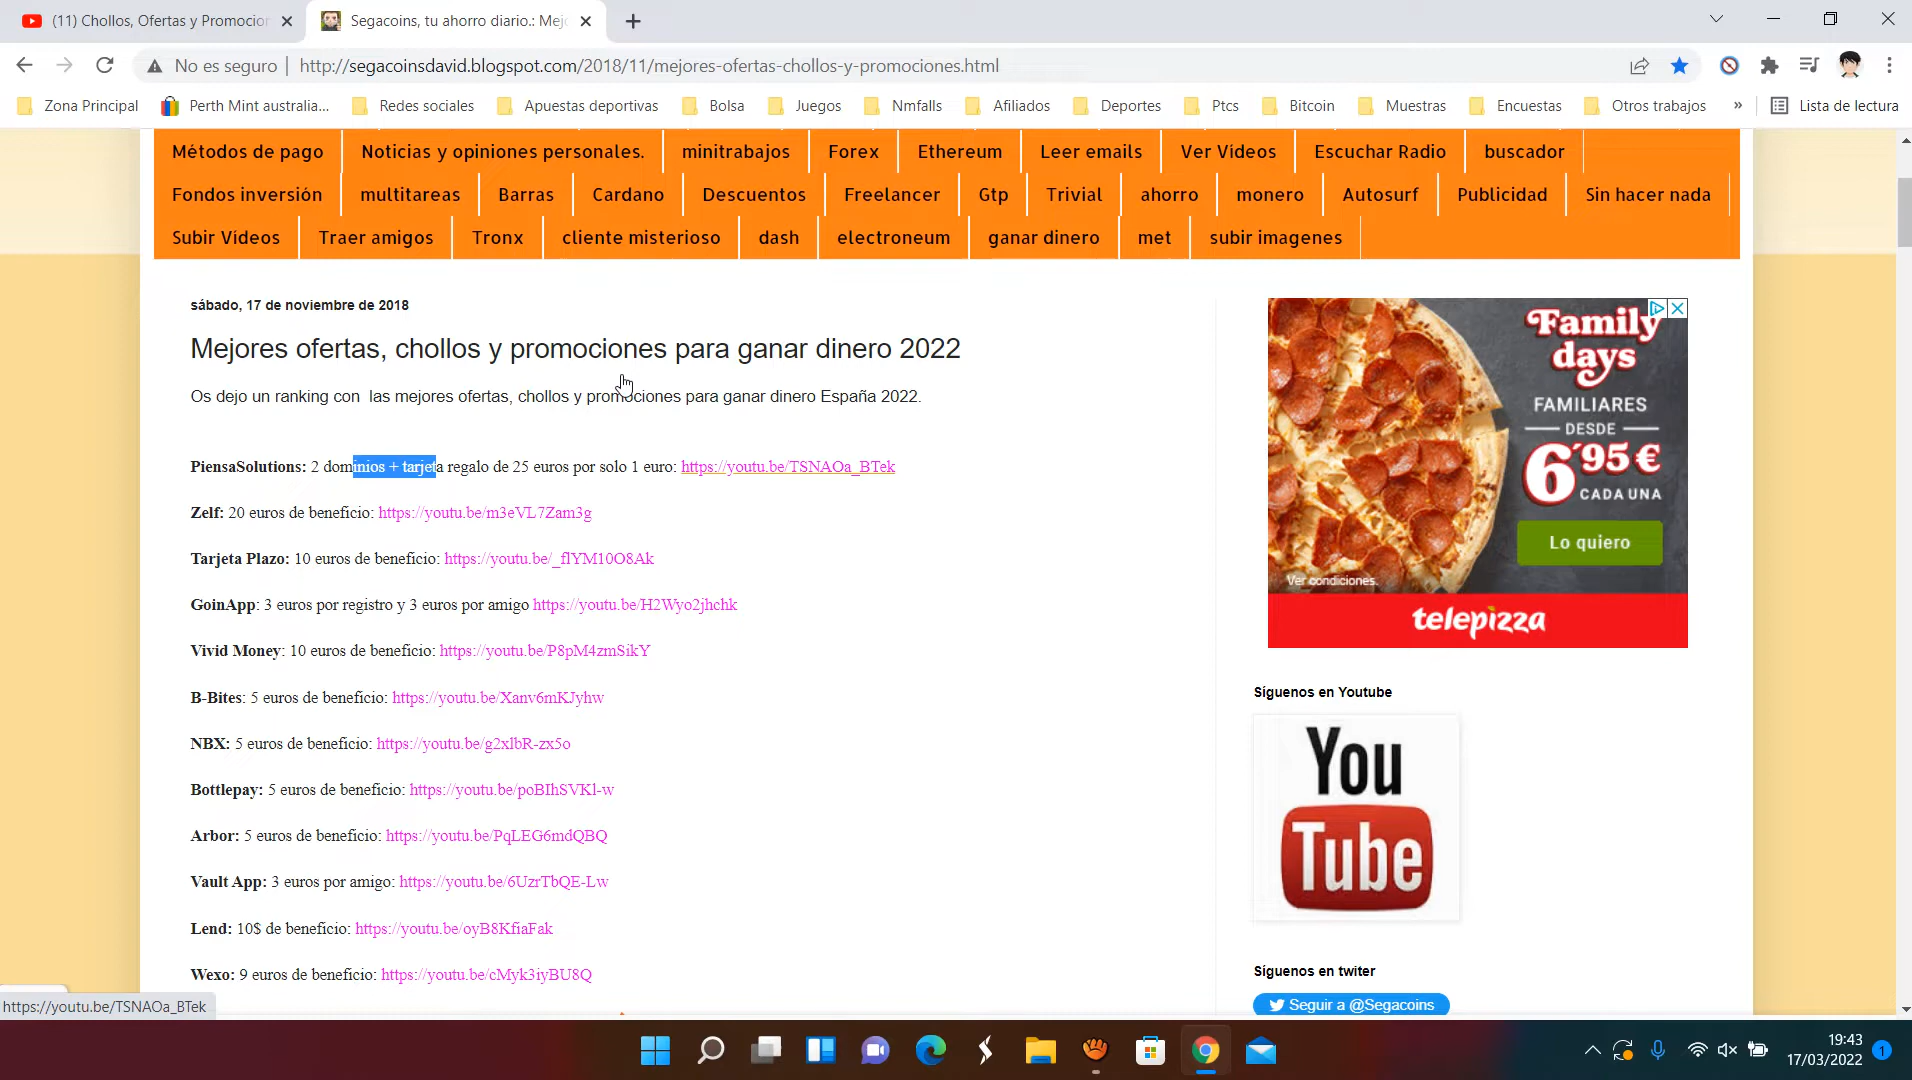 (11) Chollos, Ofertas y Promocion
Segacoins, tu ahorro diario.: Mej
No es seguro
http://segacoinsdavid.blogspot.com/2018/11/mejores-ofertas-chollos-y-promociones.html
Zona Principal
Perth Mint australia...
Redes sociales
Apuestas deportivas
Bolsa
Juegos
Nmfalls
Afiliados
Deportes
Ptcs
Bitcoin
Muestras
Encuestas
Otros trabajos
»
Lista de lectura
Métodos de pago
Noticias y opiniones personales.
minitrabajos
Forex
Ethereum
Leer emails
Ver Vídeos
Escuchar Radio
buscador
Fondos inversión
multitareas
Barras
Cardano
Descuentos
Freelancer
Gtp
Trivial
ahorro
monero
Autosurf
Publicidad
Sin hacer nada
Subir Vídeos
Traer amigos
Tronx
cliente misterioso
dash
electroneum
ganar dinero
met
subir imagenes
sábado, 17 de noviembre de 2018
Mejores ofertas, chollos y promociones para ganar dinero 2022
Os dejo un ranking con las mejores ofertas, chollos y promociones para ganar dinero España 2022.
PiensaSolutions: 2 dominios + tarjeta regalo de 25 euros por solo 1 euro: https://youtu.be/TSNAOa_BTek
Zelf: 20 euros de beneficio: https://youtu.be/m3eVL7Zam3g
Tarjeta Plazo: 10 euros de beneficio: https://youtu.be/_flYM10O8Ak
GoinApp: 3 euros por registro y 3 euros por amigo https://youtu.be/H2Wyo2jhchk
Vivid Money: 10 euros de beneficio: https://youtu.be/P8pM4zmSikY
B-Bites: 5 euros de beneficio: https://youtu.be/Xanv6mKJyhw
NBX: 5 euros de beneficio: https://youtu.be/g2xlbR-zx5o
Bottlepay: 5 euros de beneficio: https://youtu.be/poBIhSVKl-w
Arbor: 5 euros de beneficio: https://youtu.be/PqLEG6mdQBQ
Vault App: 3 euros por amigo: https://youtu.be/6UzrTbQE-Lw
Lend: 10$ de beneficio: https://youtu.be/oyB8KfiaFak
Wexo: 9 euros de beneficio: https://youtu.be/cMyk3iyBU8Q
Family
days
FAMILIARES
DESDE
6'95€
CADA UNA
Lo quiero
Ver condiciones.
telepizza
Síguenos en Youtube
You
Tube
Síguenos en twiter
Seguir a @Segacoins
https://youtu.be/TSNAOa_BTek
19:43
17/03/2022
1